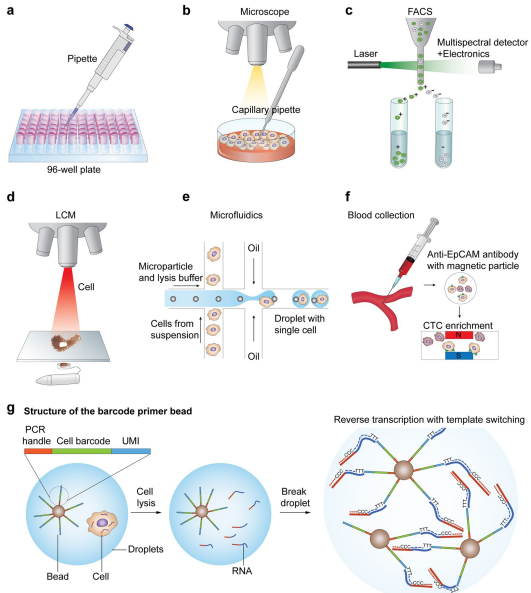 a
Pipette
96-well plate
b
Microscope
Capillary pipette
c
FACS
Laser
Multispectral detector
+Electronics
d
LCM
Cell
e
Microfluidics
Oil
Microparticle
and lysis buffer
Cells from
suspension
Droplet with
single cell
Oil
f
Blood collection
Anti-EpCAM antibody
with magnetic particle
CTC enrichment
N
S
g
Structure of the barcode primer bead
PCR
handle
Cell barcode
UMI
Cell
lysis
Droplets
Bead
Cell
RNA
Break
droplet
Reverse transcription with template switching